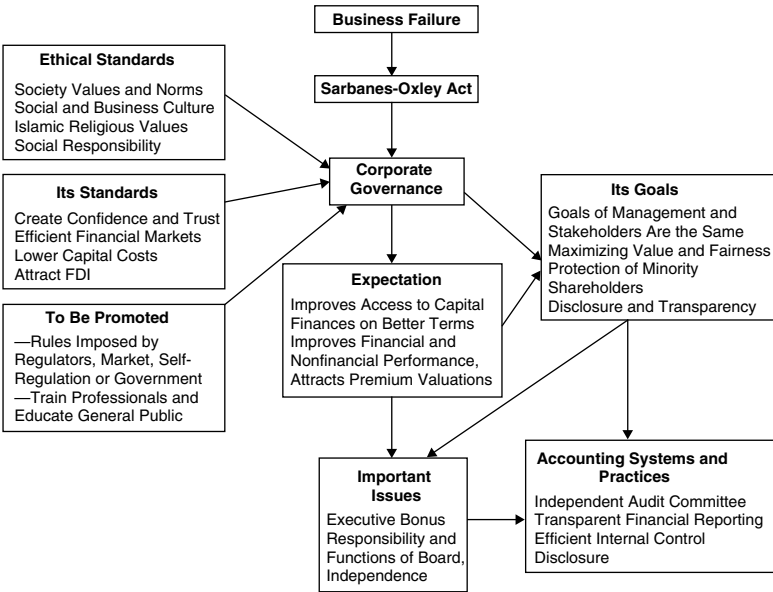 Business Failure
Sarbanes-Oxley Act
Ethical Standards
Society Values and Norms
Social and Business Culture
Islamic Religious Values
Social Responsibility
Corporate
Governance
Its Standards
Create Confidence and Trust
Efficient Financial Markets
Lower Capital Costs
Attract FDI
Its Goals
Goals of Management and
Stakeholders Are the Same
Maximizing Value and Fairness
Protection of Minority
Shareholders
Disclosure and Transparency
Expectation
Improves Access to Capital
Finances on Better Terms
Improves Financial and
Nonfinancial Performance,
Attracts Premium Valuations
To Be Promoted
—Rules Imposed by
Regulators, Market, Self-
Regulation or Government
—Train Professionals and
Educate General Public
Important
Issues
Executive Bonus
Responsibility and
Functions of Board,
Independence
Accounting Systems and
Practices
Independent Audit Committee
Transparent Financial Reporting
Efficient Internal Control
Disclosure